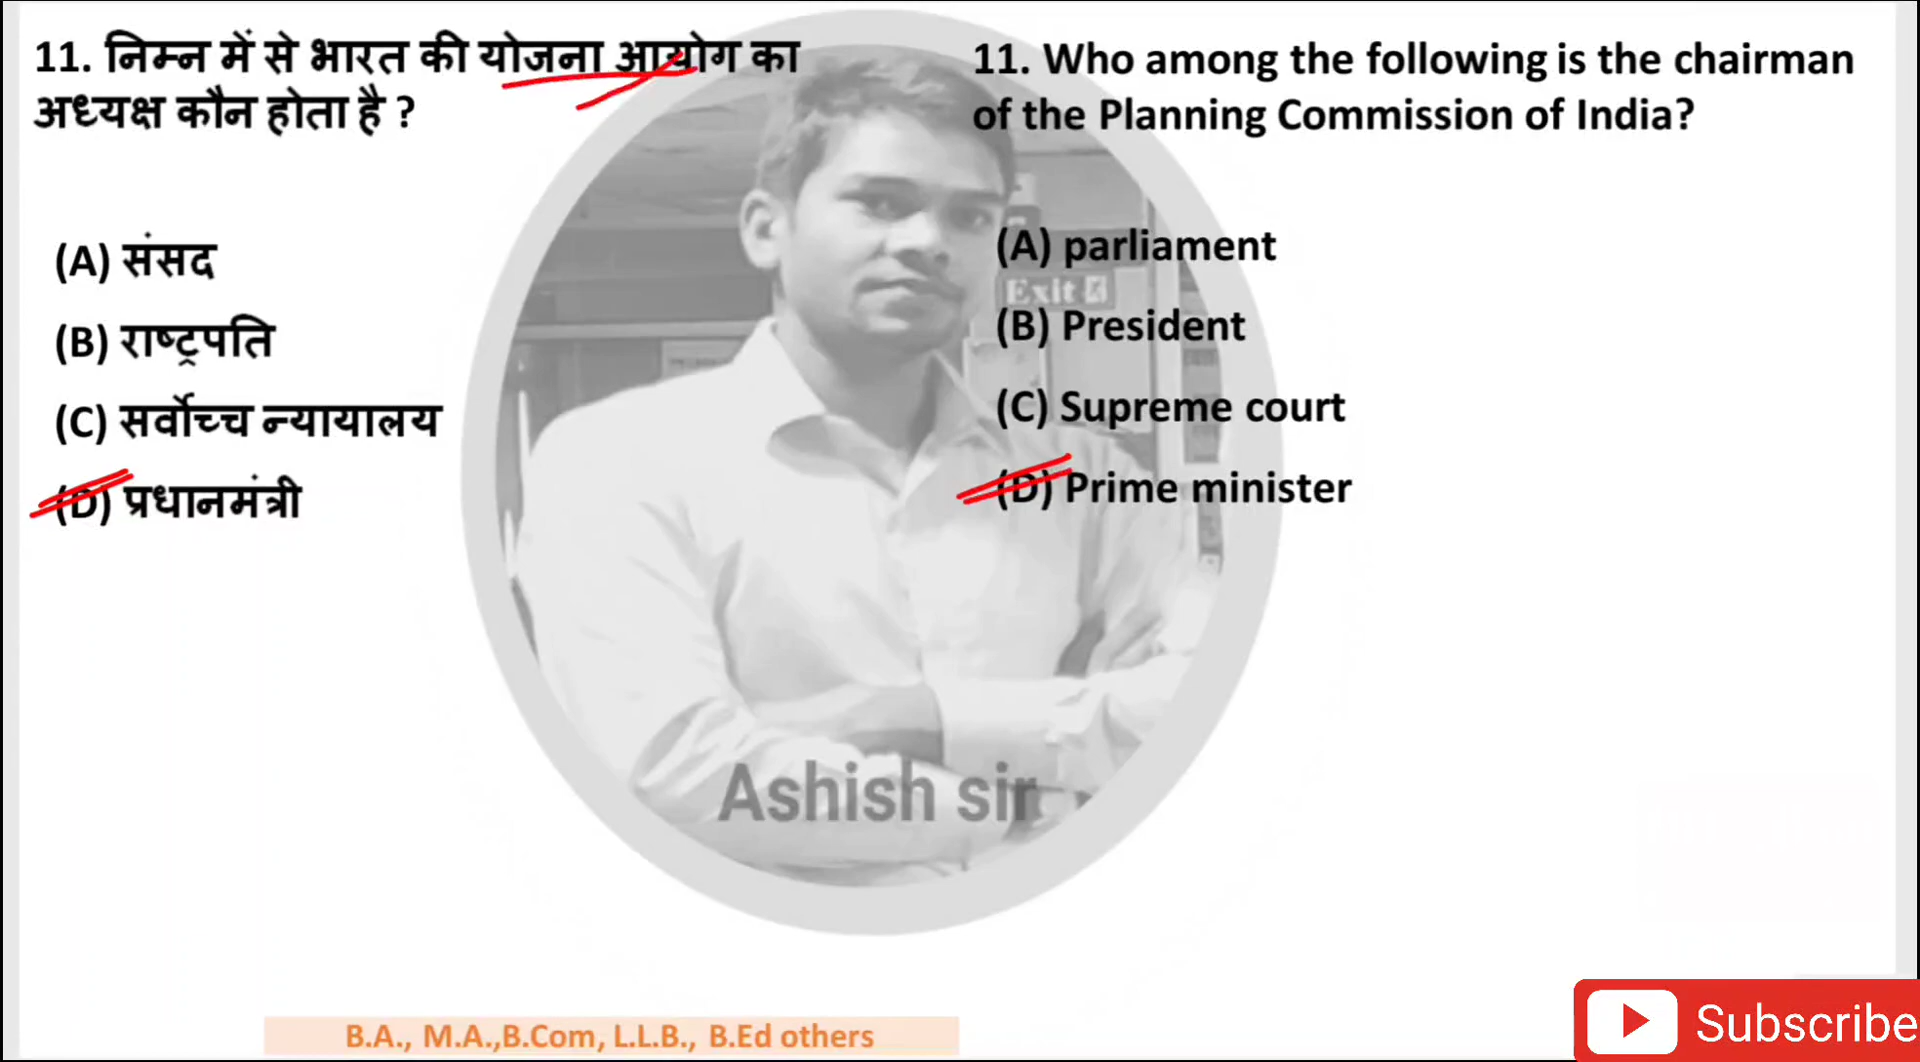 11. निम्न में से भारत की योजना आयोग का
अध्यक्ष कौन होता है ?
(A) संसद
(B) राष्ट्रपति
(C) सर्वोच्च न्यायालय
(D) प्रधानमंत्री
11. Who among the following is the chairman
of the Planning Commission of India?
(A) parliament
Exit
(B) President
(C) Supreme court
(D) Prime minister
Ashish sir
B.A., M.A.,B.Com, L.L.B., B.Ed others
Subscribe